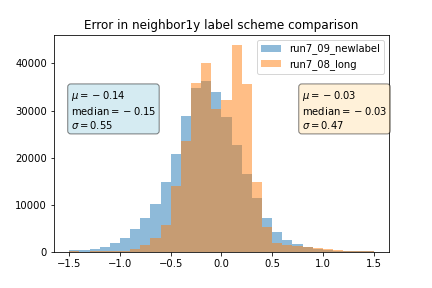 Error in neighbor1y label scheme comparison
run7_09_newlabel
run7_08_long
μ = −0.14
median = −0.15
σ = 0.55
μ = −0.03
median = −0.03
σ = 0.47
40000
30000
20000
10000
0
−1.5 −1.0 −0.5 0.0 0.5 1.0 1.5